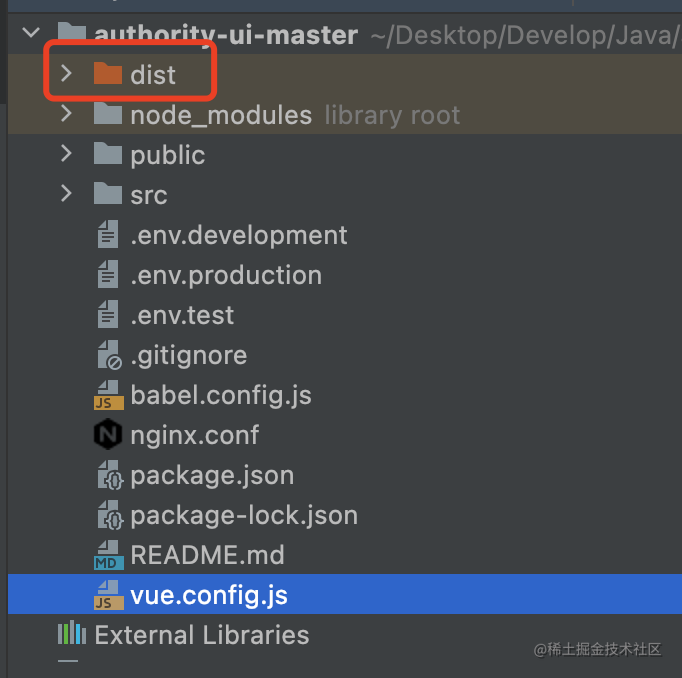 authority-ui-master ~/Desktop/Develop/Java/
dist
node_modules library root
public
src
.env.development
.env.production
.env.test
.gitignore
JS babel.config.js
N nginx.conf
package.json
package-lock.json
MD README.md
JS vue.config.js
External Libraries
@稀土掘金技术社区